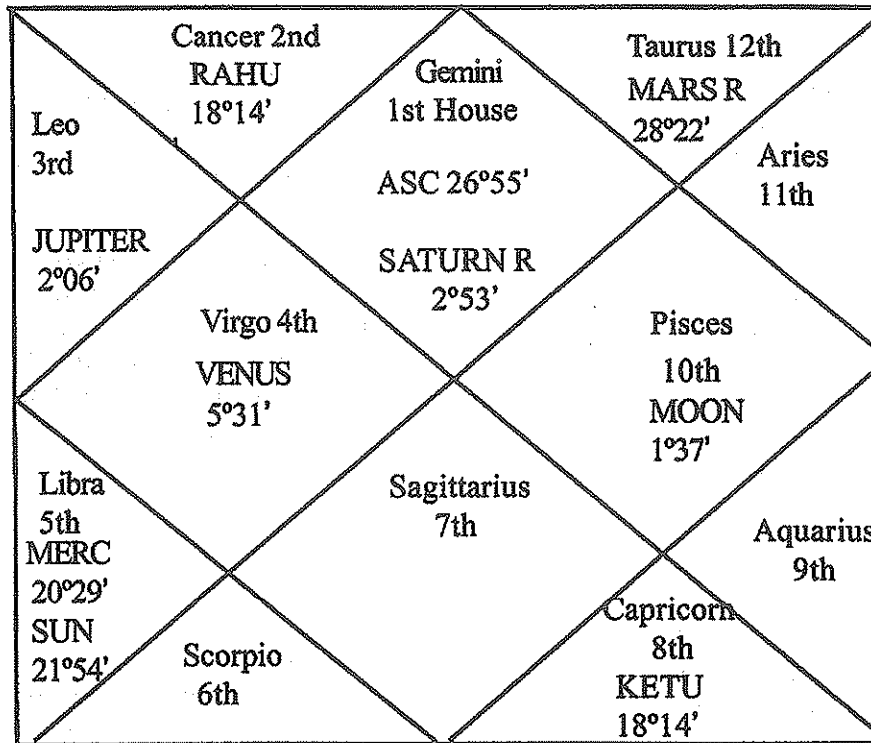 Cancer 2nd
RAHU
18°14'
Gemini
1st House
ASC 26°55'
SATURN R
2°53'
Taurus 12th
MARS R
28°22'
Leo
3rd
JUPITER
2°06'
Aries
11th
Virgo 4th
VENUS
5°31'
Pisces
10th
MOON
1°37'
Libra
5th
MERC
20°29'
SUN
21°54'
Sagittarius
7th
Aquarius
9th
Scorpio
6th
Capricorn
8th
KETU
18°14'